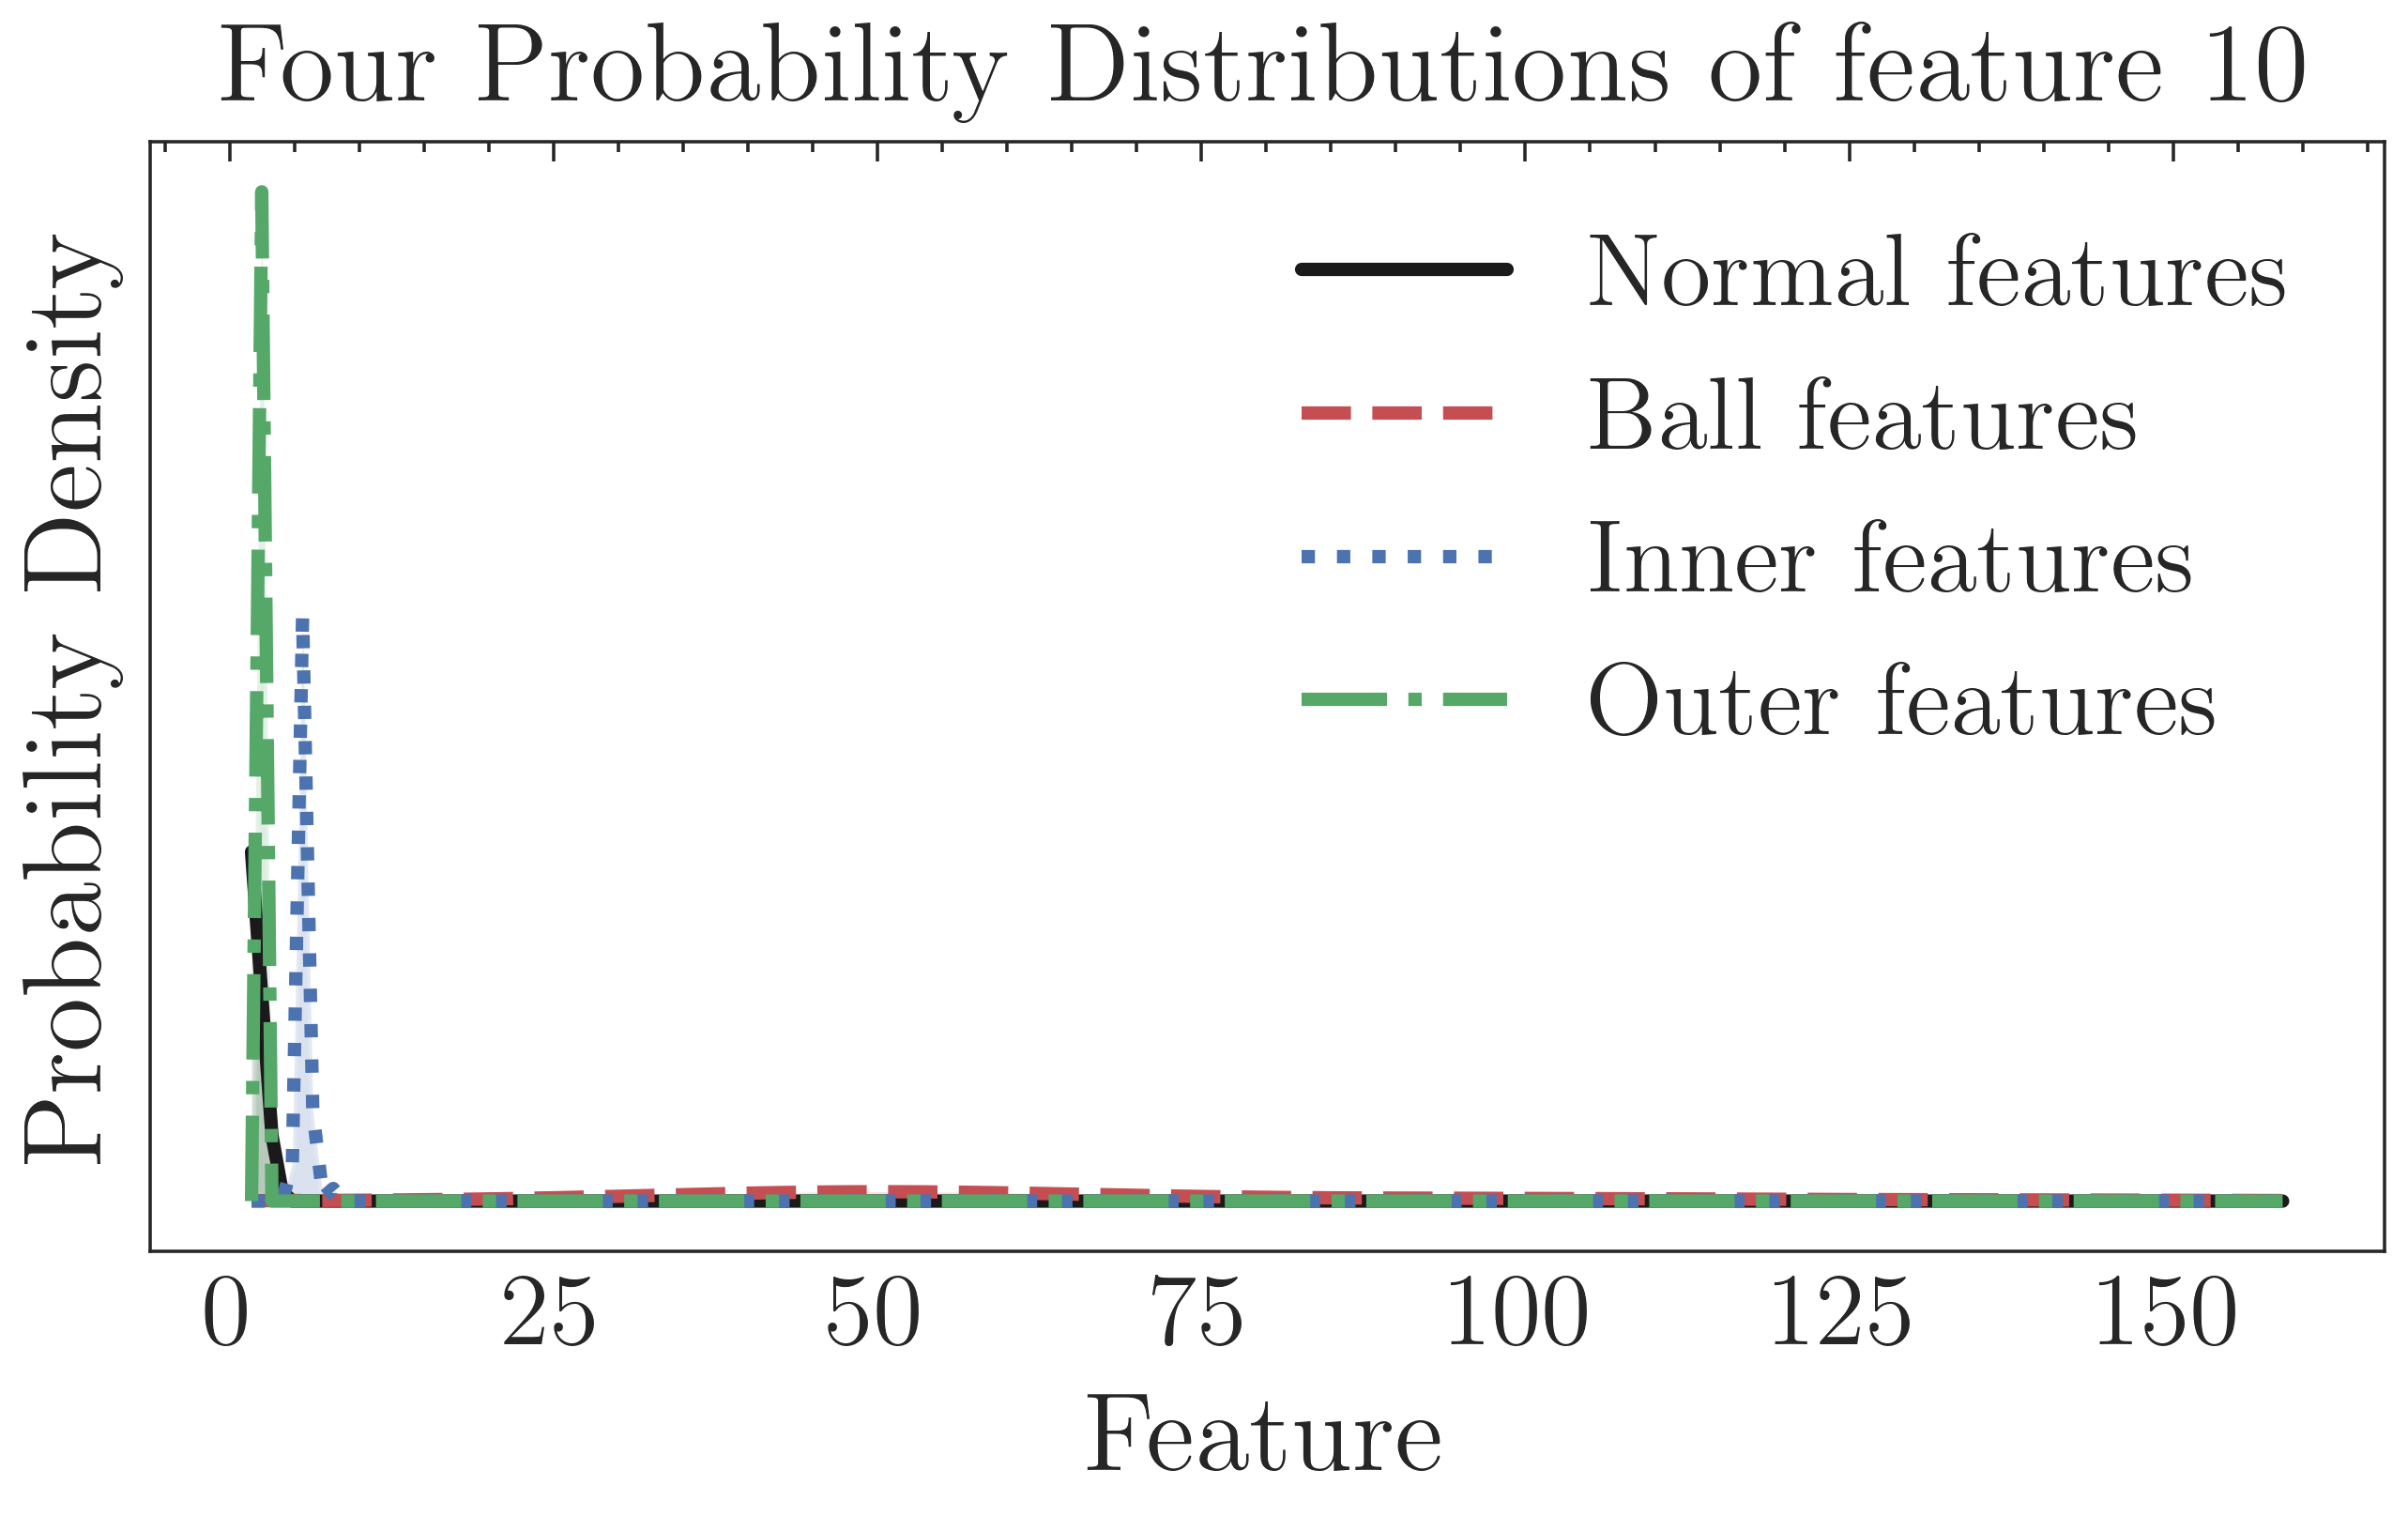 Four Probability Distributions of feature 10
Probability Density
Normal features
Ball features
Inner features
Outer features
0 25 50 75 100 125 150
Feature